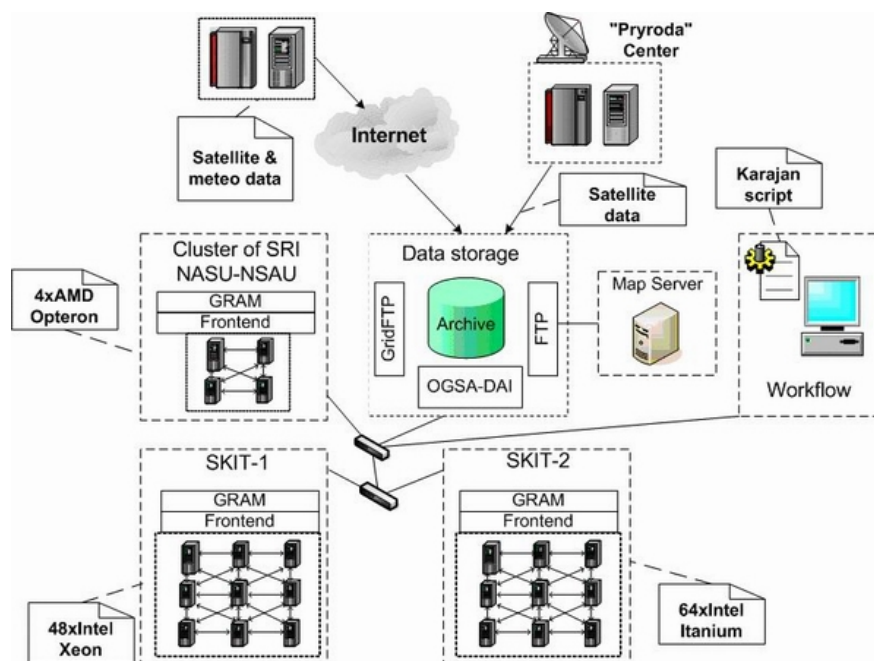 "Pryroda"
Center
Internet
Satellite &
meteo data
Satellite
data
Karajan
script
Cluster of SRI
NASU-NSAU
GRAM
Frontend
4xAMD
Opteron
Data storage
GridFTP
Archive
FTP
OGSA-DAI
Map Server
Workflow
SKIT-1
GRAM
Frontend
48xIntel
Xeon
SKIT-2
GRAM
Frontend
64xIntel
Itanium